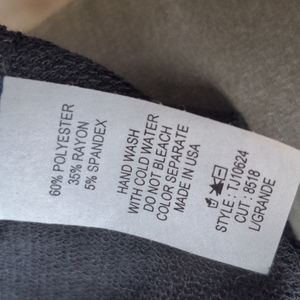 60% POLYESTER
35% RAYON
5% SPANDEX
HAND WASH
WITH COLD WATER
DO NOT BLEACH
COLOR SEPARATE
MADE IN USA
STYLE : TJ10624
CUT : 8518
L/GRANDE